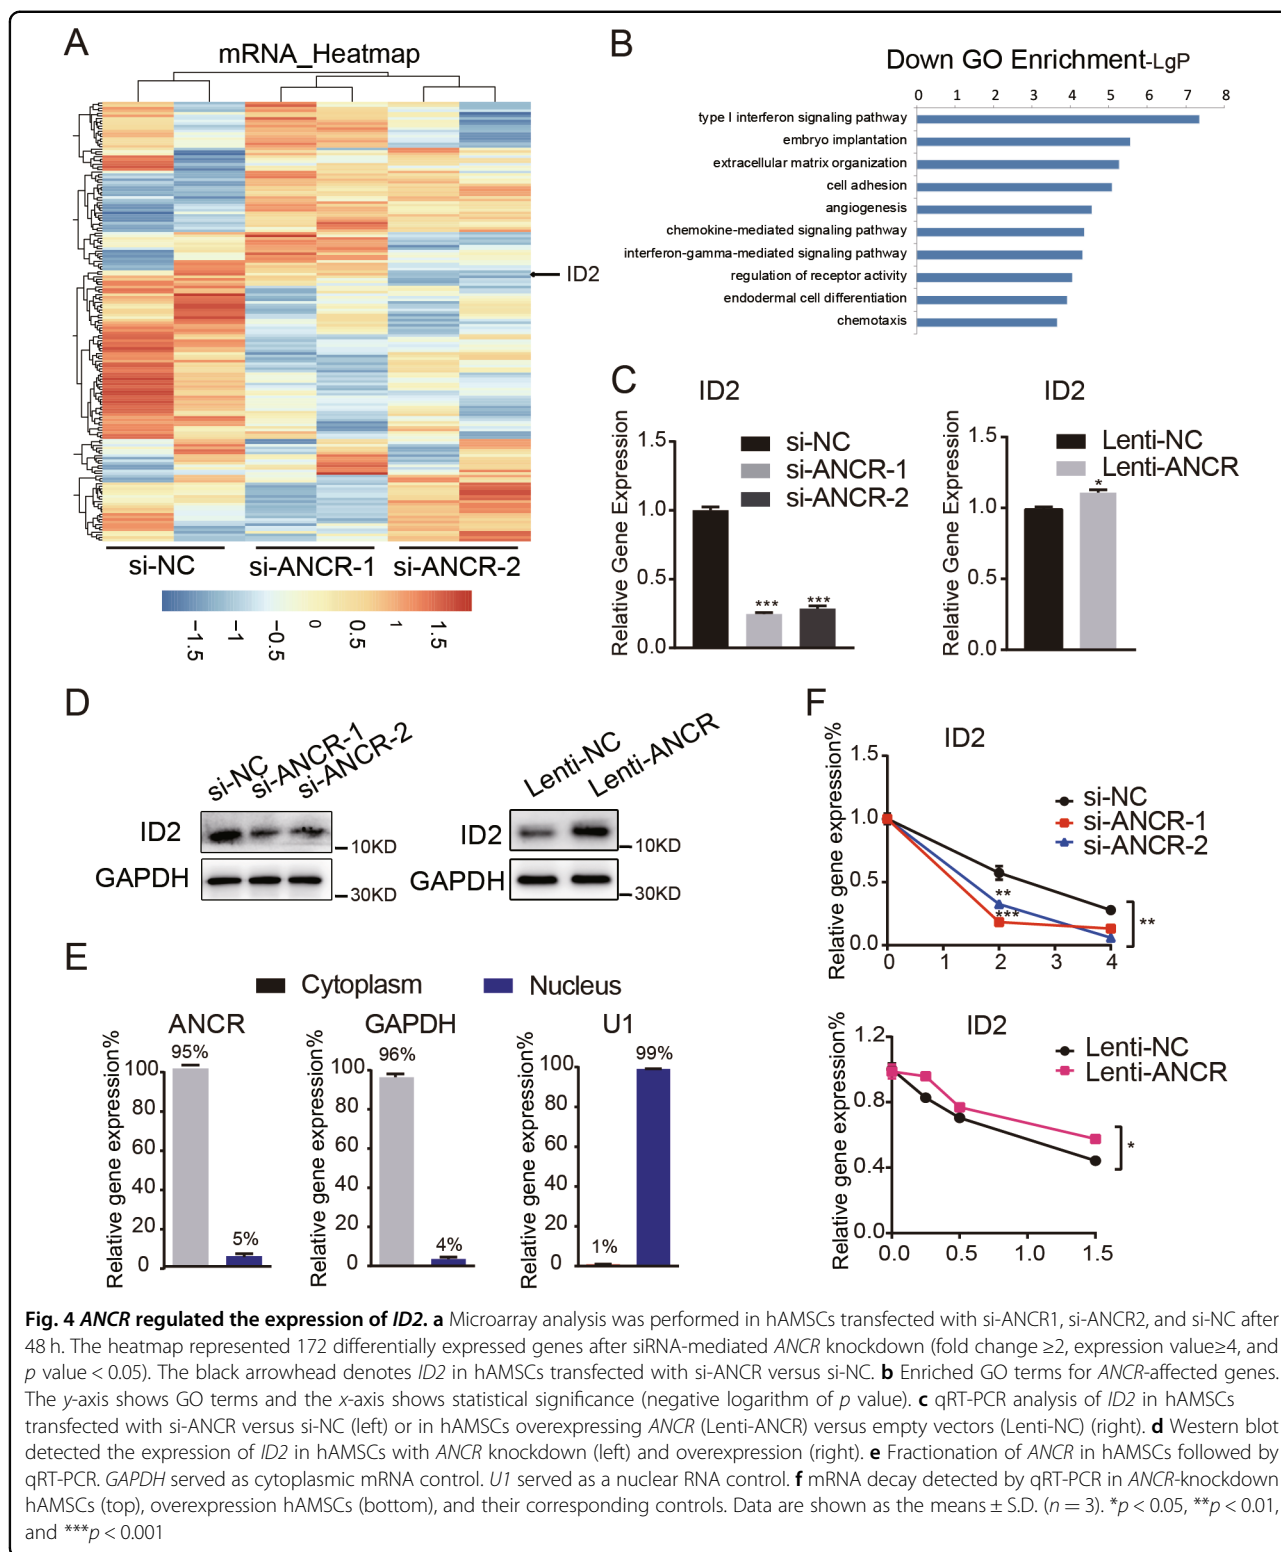 A
mRNA_Heatmap
ID2
si-NC
si-ANCR-1
si-ANCR-2
−1.5
−1
−0.5
0
0.5
1
1.5
B
Down GO Enrichment-LgP
0 1 2 3 4 5 6 7 8
type I interferon signaling pathway
embryo implantation
extracellular matrix organization
cell adhesion
angiogenesis
chemokine-mediated signaling pathway
interferon-gamma-mediated signaling pathway
regulation of receptor activity
endodermal cell differentiation
chemotaxis
C
ID2
Relative Gene Expression
1.5
1.0
0.5
0.0
si-NC
si-ANCR-1
si-ANCR-2
***
***
ID2
Relative Gene Expression
1.5
1.0
0.5
0.0
Lenti-NC
Lenti-ANCR
*
D
si-NC
si-ANCR-1
si-ANCR-2
ID2
10KD
GAPDH
30KD
Lenti-NC
Lenti-ANCR
ID2
10KD
GAPDH
30KD
E
Cytoplasm
Nucleus
ANCR
Relative gene expression%
100
80
60
40
20
0
95%
5%
GAPDH
Relative gene expression%
100
80
60
40
20
0
96%
4%
U1
Relative gene expression%
100
80
60
40
20
0
1%
99%
F
ID2
Relative gene expression%
1.5
1.0
0.5
0.0
0 1 2 3 4
si-NC
si-ANCR-1
si-ANCR-2
**
***
**
ID2
Relative gene expression%
1.2
0.8
0.4
0.0
0.0 0.5 1.0 1.5
Lenti-NC
Lenti-ANCR
*
Fig. 4 ANCR regulated the expression of ID2. a Microarray analysis was performed in hAMSCs transfected with si-ANCR1, si-ANCR2, and si-NC after
48 h. The heatmap represented 172 differentially expressed genes after siRNA-mediated ANCR knockdown (fold change ≥2, expression value≥4, and
p value < 0.05). The black arrowhead denotes ID2 in hAMSCs transfected with si-ANCR versus si-NC. b Enriched GO terms for ANCR-affected genes.
The y-axis shows GO terms and the x-axis shows statistical significance (negative logarithm of p value). c qRT-PCR analysis of ID2 in hAMSCs
transfected with si-ANCR versus si-NC (left) or in hAMSCs overexpressing ANCR (Lenti-ANCR) versus empty vectors (Lenti-NC) (right). d Western blot
detected the expression of ID2 in hAMSCs with ANCR knockdown (left) and overexpression (right). e Fractionation of ANCR in hAMSCs followed by
qRT-PCR. GAPDH served as cytoplasmic mRNA control. U1 served as a nuclear RNA control. f mRNA decay detected by qRT-PCR in ANCR-knockdown
hAMSCs (top), overexpression hAMSCs (bottom), and their corresponding controls. Data are shown as the means ± S.D. (n = 3). *p < 0.05, **p < 0.01,
and ***p < 0.001